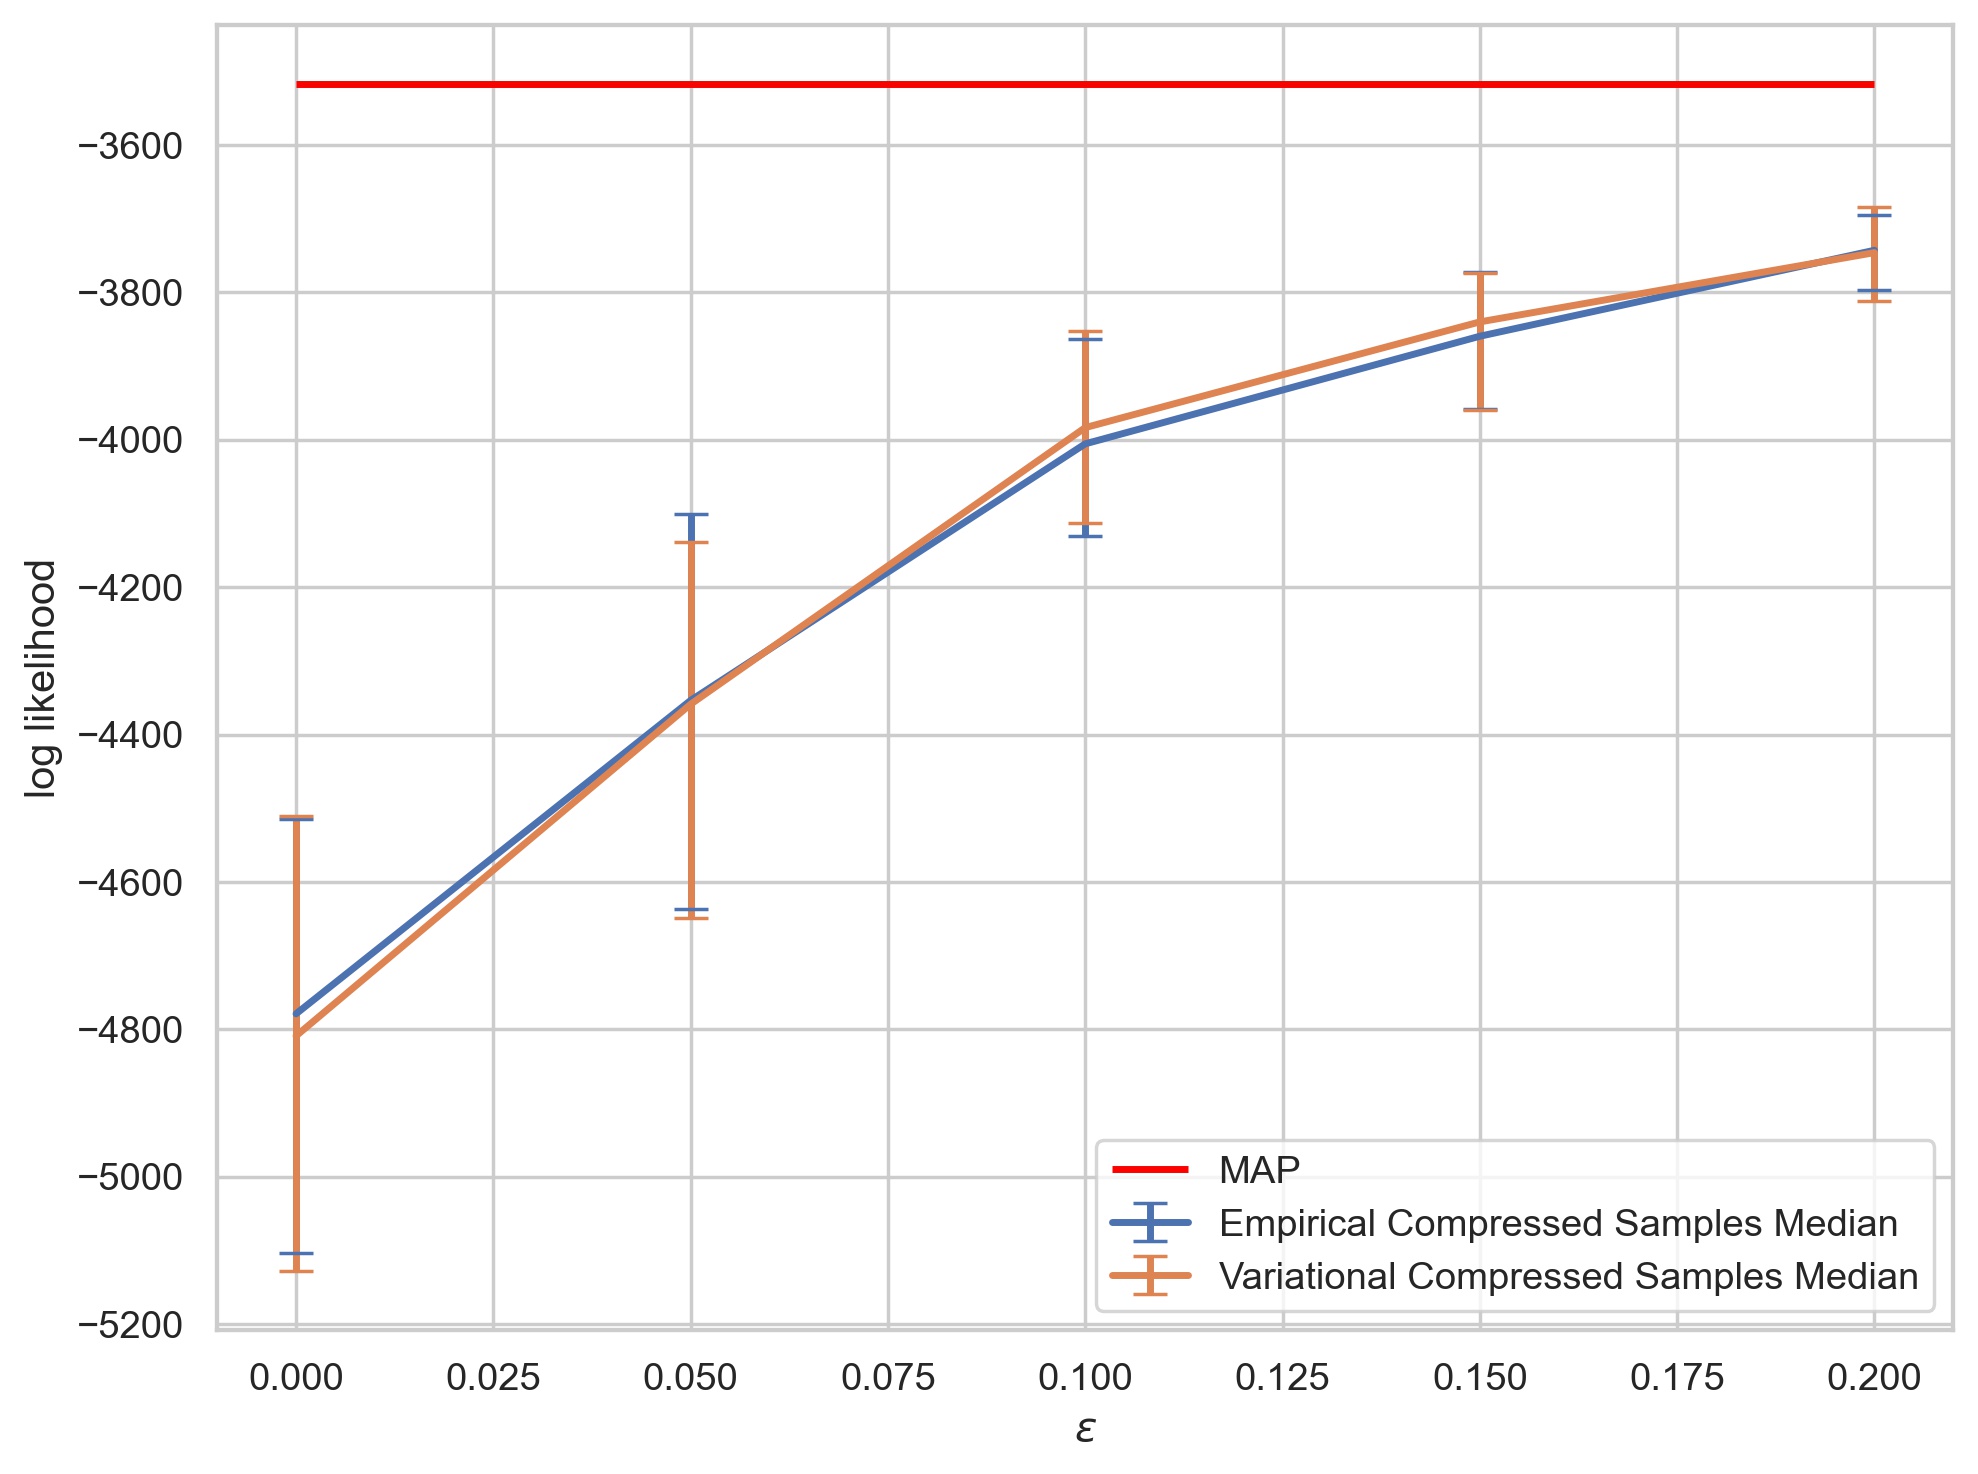 −3600
−3800
−4000
−4200
−4400
−4600
−4800
−5000
−5200
log likelihood
MAP
Empirical Compressed Samples Median
Variational Compressed Samples Median
0.000 0.025 0.050 0.075 0.100 0.125 0.150 0.175 0.200
ε